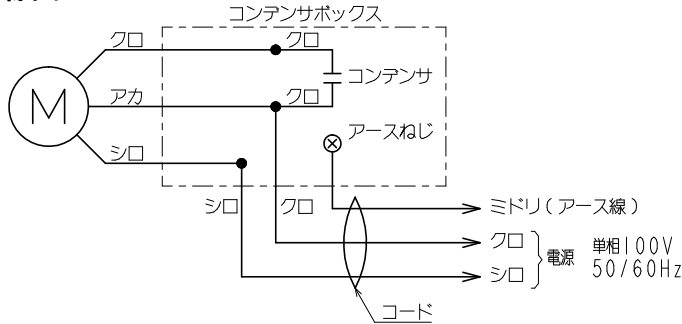 コンデンサボックス
クロ
クロ
コンデンサ
M
アカ
クロ
アースねじ
シロ
シロ
クロ
ミドリ(アース線)
クロ
シロ
電源
単相100V
50/60Hz
コード